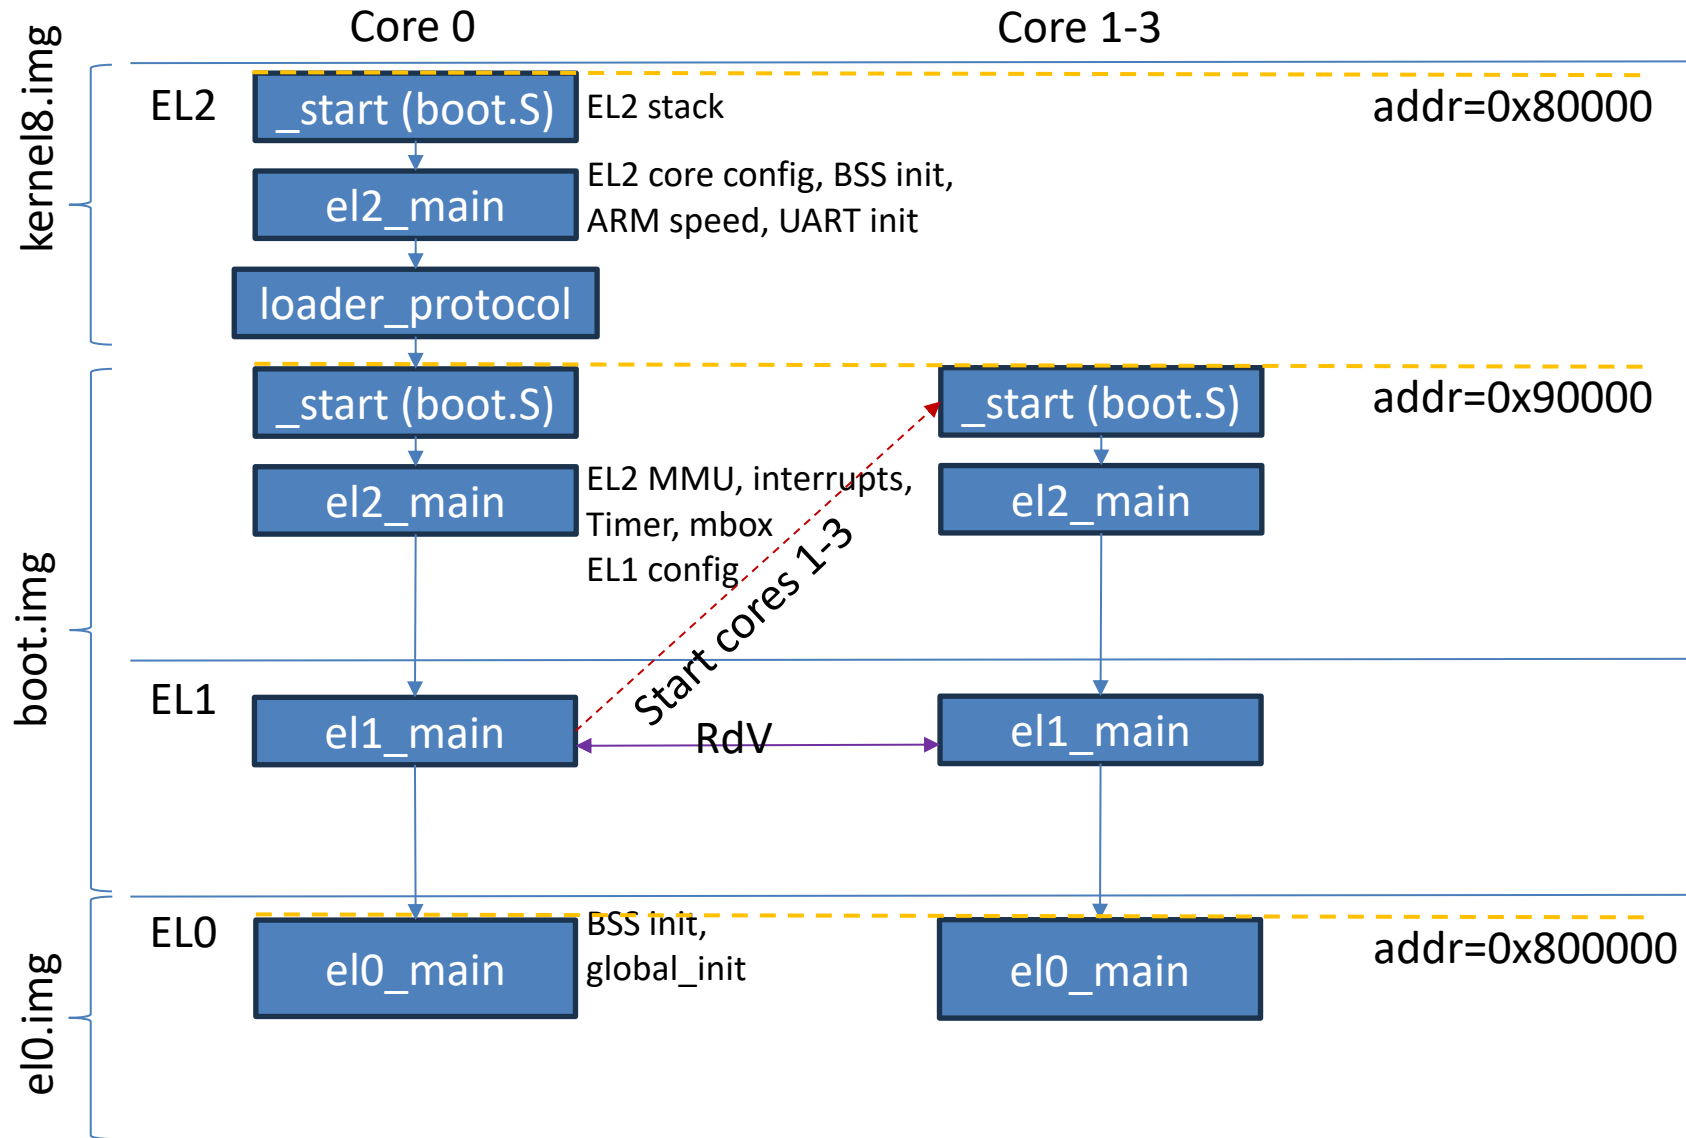 Core 0
Core 1-3
kernel8.img
EL2
_start (boot.S)
EL2 stack
addr=0x80000
el2_main
EL2 core config, BSS init,
ARM speed, UART init
loader_protocol
boot.img
_start (boot.S)
_start (boot.S)
addr=0x90000
el2_main
EL2 MMU, interrupts,
Timer, mbox
EL1 config
el2_main
Start cores 1-3
EL1
el1_main
RdV
el1_main
el0.img
EL0
el0_main
BSS init,
global_init
el0_main
addr=0x800000